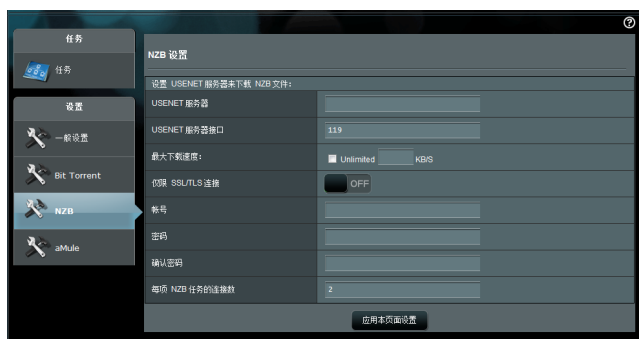 任务
任务
设置
一般设置
Bit Torrent
NZB
aMule
NZB 设置
设置 USENET 服务器来下载 NZB 文件:
USENET 服务器
USENET 服务器接口 119
最大下载速度: Unlimited KB/S
仅限 SSL/TLS 连接 OFF
帐号
密码
确认密码
每项 NZB 任务的连接数 2
应用本页面设置